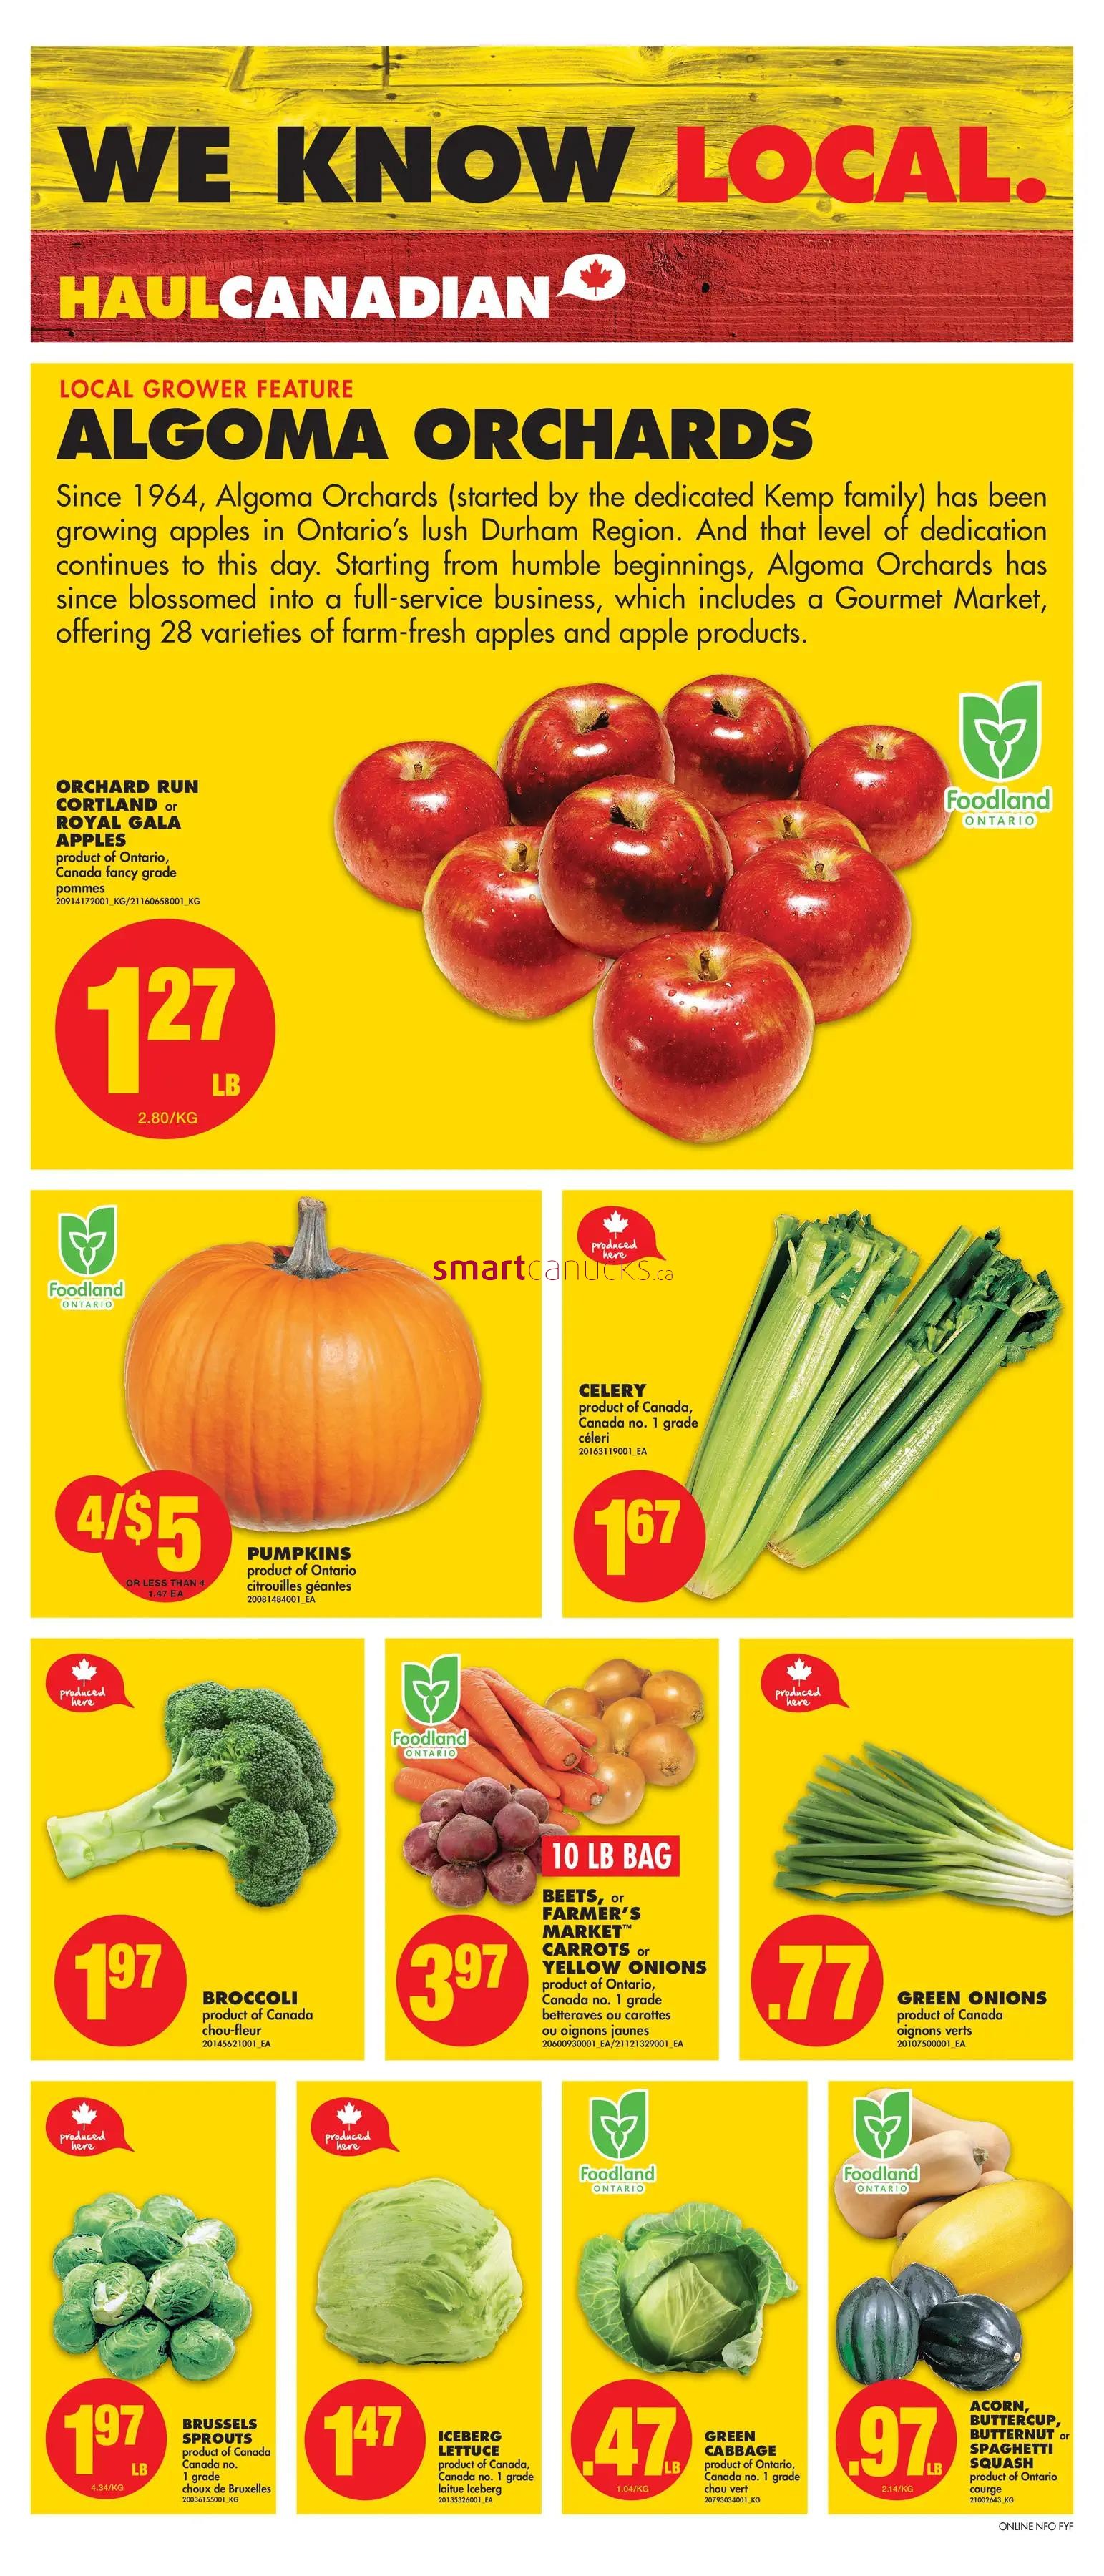 WE KNOW LOCAL.
HAULCANADIAN
LOCAL GROWER FEATURE
ALGOMA ORCHARDS
Since 1964, Algoma Orchards (started by the dedicated Kemp family) has been
growing apples in Ontario's lush Durham Region. And that level of dedication
continues to this day. Starting from humble beginnings, Algoma Orchards has
since blossomed into a full-service business, which includes a Gourmet Market,
offering 28 varieties of farm-fresh apples and apple products.
Foodland
ONTARIO
ORCHARD RUN
CORTLAND or
ROYAL GALA
APPLES
product of Ontario,
Canada fancy grade
pommes
20914172001_KG/21160658001_KG
1 27
LB
2.80/KG
Foodland
ONTARIO
4/$5
OR LESS THAN 4
1.47 EA
PUMPKINS
product of Ontario
citrouilles géantes
20081484001_EA
smartcanucks.ca
produced
here
CELERY
product of Canada,
Canada no. 1 grade
céleri
20163119001_EA
1 67
produced
here
1 97
BROCCOLI
product of Canada
chou-fleur
20145621001_EA
Foodland
ONTARIO
10 LB BAG
3 97
BEETS, or
FARMER'S
MARKET™
CARROTS or
YELLOW ONIONS
product of Ontario,
Canada no. 1 grade
betteraves ou carottes
ou oignons jaunes
20600930001_EA/21121329001_EA
produced
here
.77
GREEN ONIONS
product of Canada
oignons verts
20107500001_EA
produced
here
1 97
LB
4.34/KG
BRUSSELS
SPROUTS
product of Canada
Canada no.
1 grade
choux de Bruxelles
20036155001_KG
produced
here
1 47
ICEBERG
LETTUCE
product of Canada,
Canada no. 1 grade
laitue Iceberg
20135326001_EA
Foodland
ONTARIO
.47
LB
1.04/KG
GREEN
CABBAGE
product of Ontario,
Canada no. 1 grade
chou vert
20793034001_KG
Foodland
ONTARIO
.97
LB
2.14/KG
ACORN,
BUTTERCUP,
BUTTERNUT or
SPAGHETTI
SQUASH
product of Ontario
courge
21002643_KG
ONLINE NFO FYF